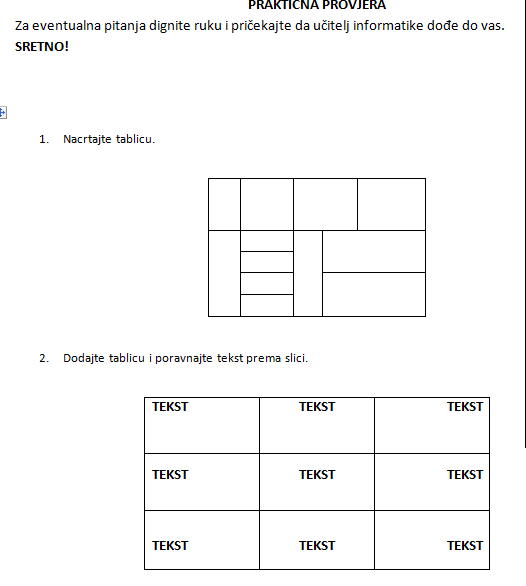 PRAKTIČNA PROVJERA
Za eventualna pitanja dignite ruku i pričekajte da učitelj informatike dođe do vas.
SRETNO!
1. Nacrtajte tablicu.
2. Dodajte tablicu i poravnajte tekst prema slici.
TEKST TEKST TEKST
TEKST TEKST TEKST
TEKST TEKST TEKST